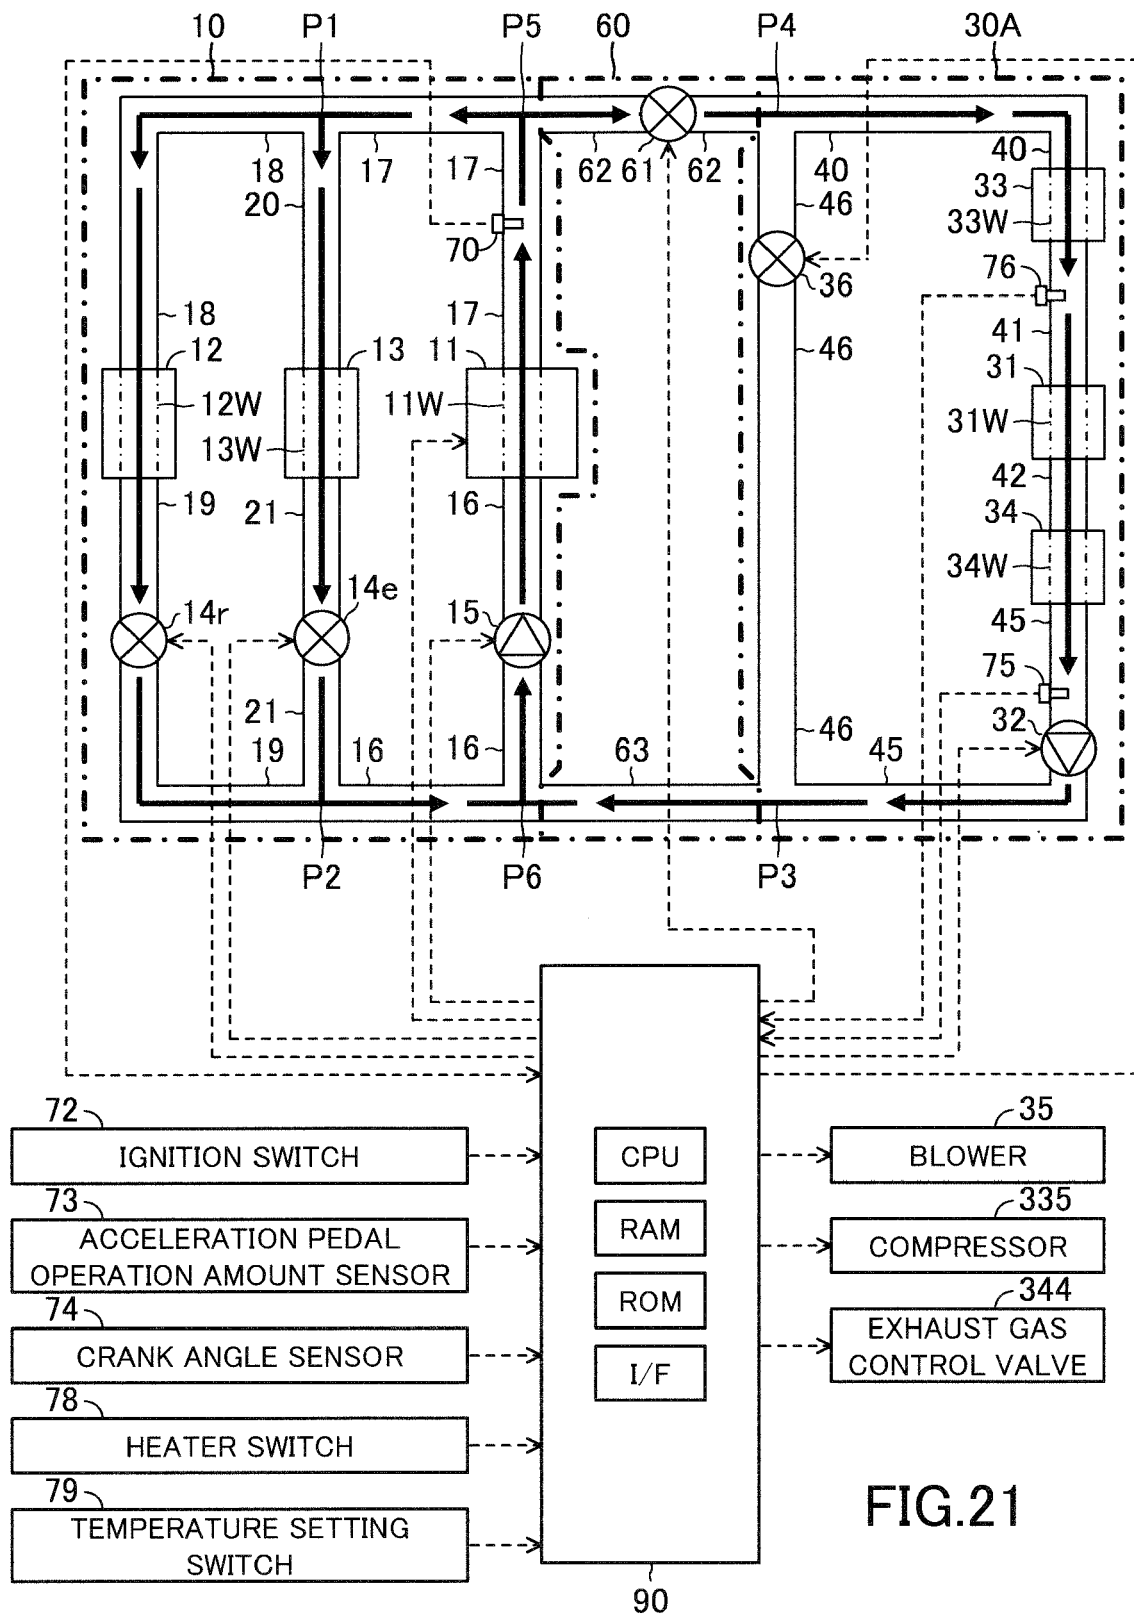 10 P1 P5 60 P4 30A
18 17 62 61 62 40
20 17 40
33
46 33W
70 76
36
18 17 41
12 13 11 46 31
12W 11W 31W
13W
19 21 16 42
34
34W
14r 14e 15 45
75
21 32
19 16 16 63 46 45
P2 P6 P3
72 35
IGNITION SWITCH CPU BLOWER
73 335
ACCELERATION PEDAL
OPERATION AMOUNT SENSOR RAM COMPRESSOR
74 344
CRANK ANGLE SENSOR ROM EXHAUST GAS
CONTROL VALVE
I/F
78
HEATER SWITCH
79
TEMPERATURE SETTING
SWITCH
90
FIG.21